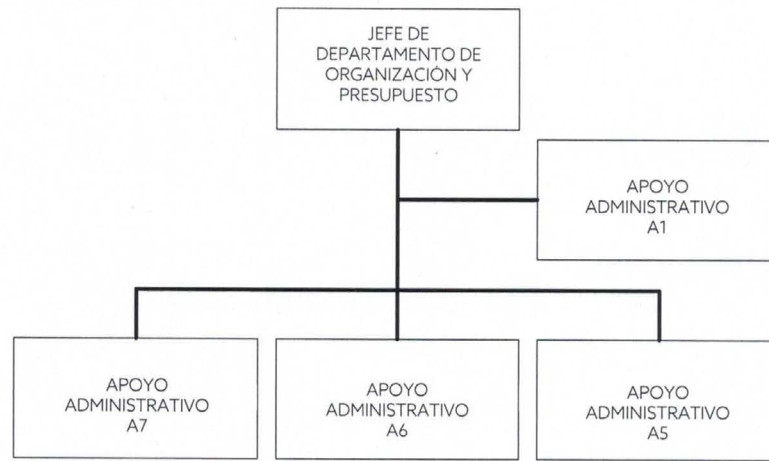 JEFE DE
DEPARTAMENTO DE
ORGANIZACIÓN Y
PRESUPUESTO
APOYO
ADMINISTRATIVO
A1
APOYO
ADMINISTRATIVO
A7
APOYO
ADMINISTRATIVO
A6
APOYO
ADMINISTRATIVO
A5